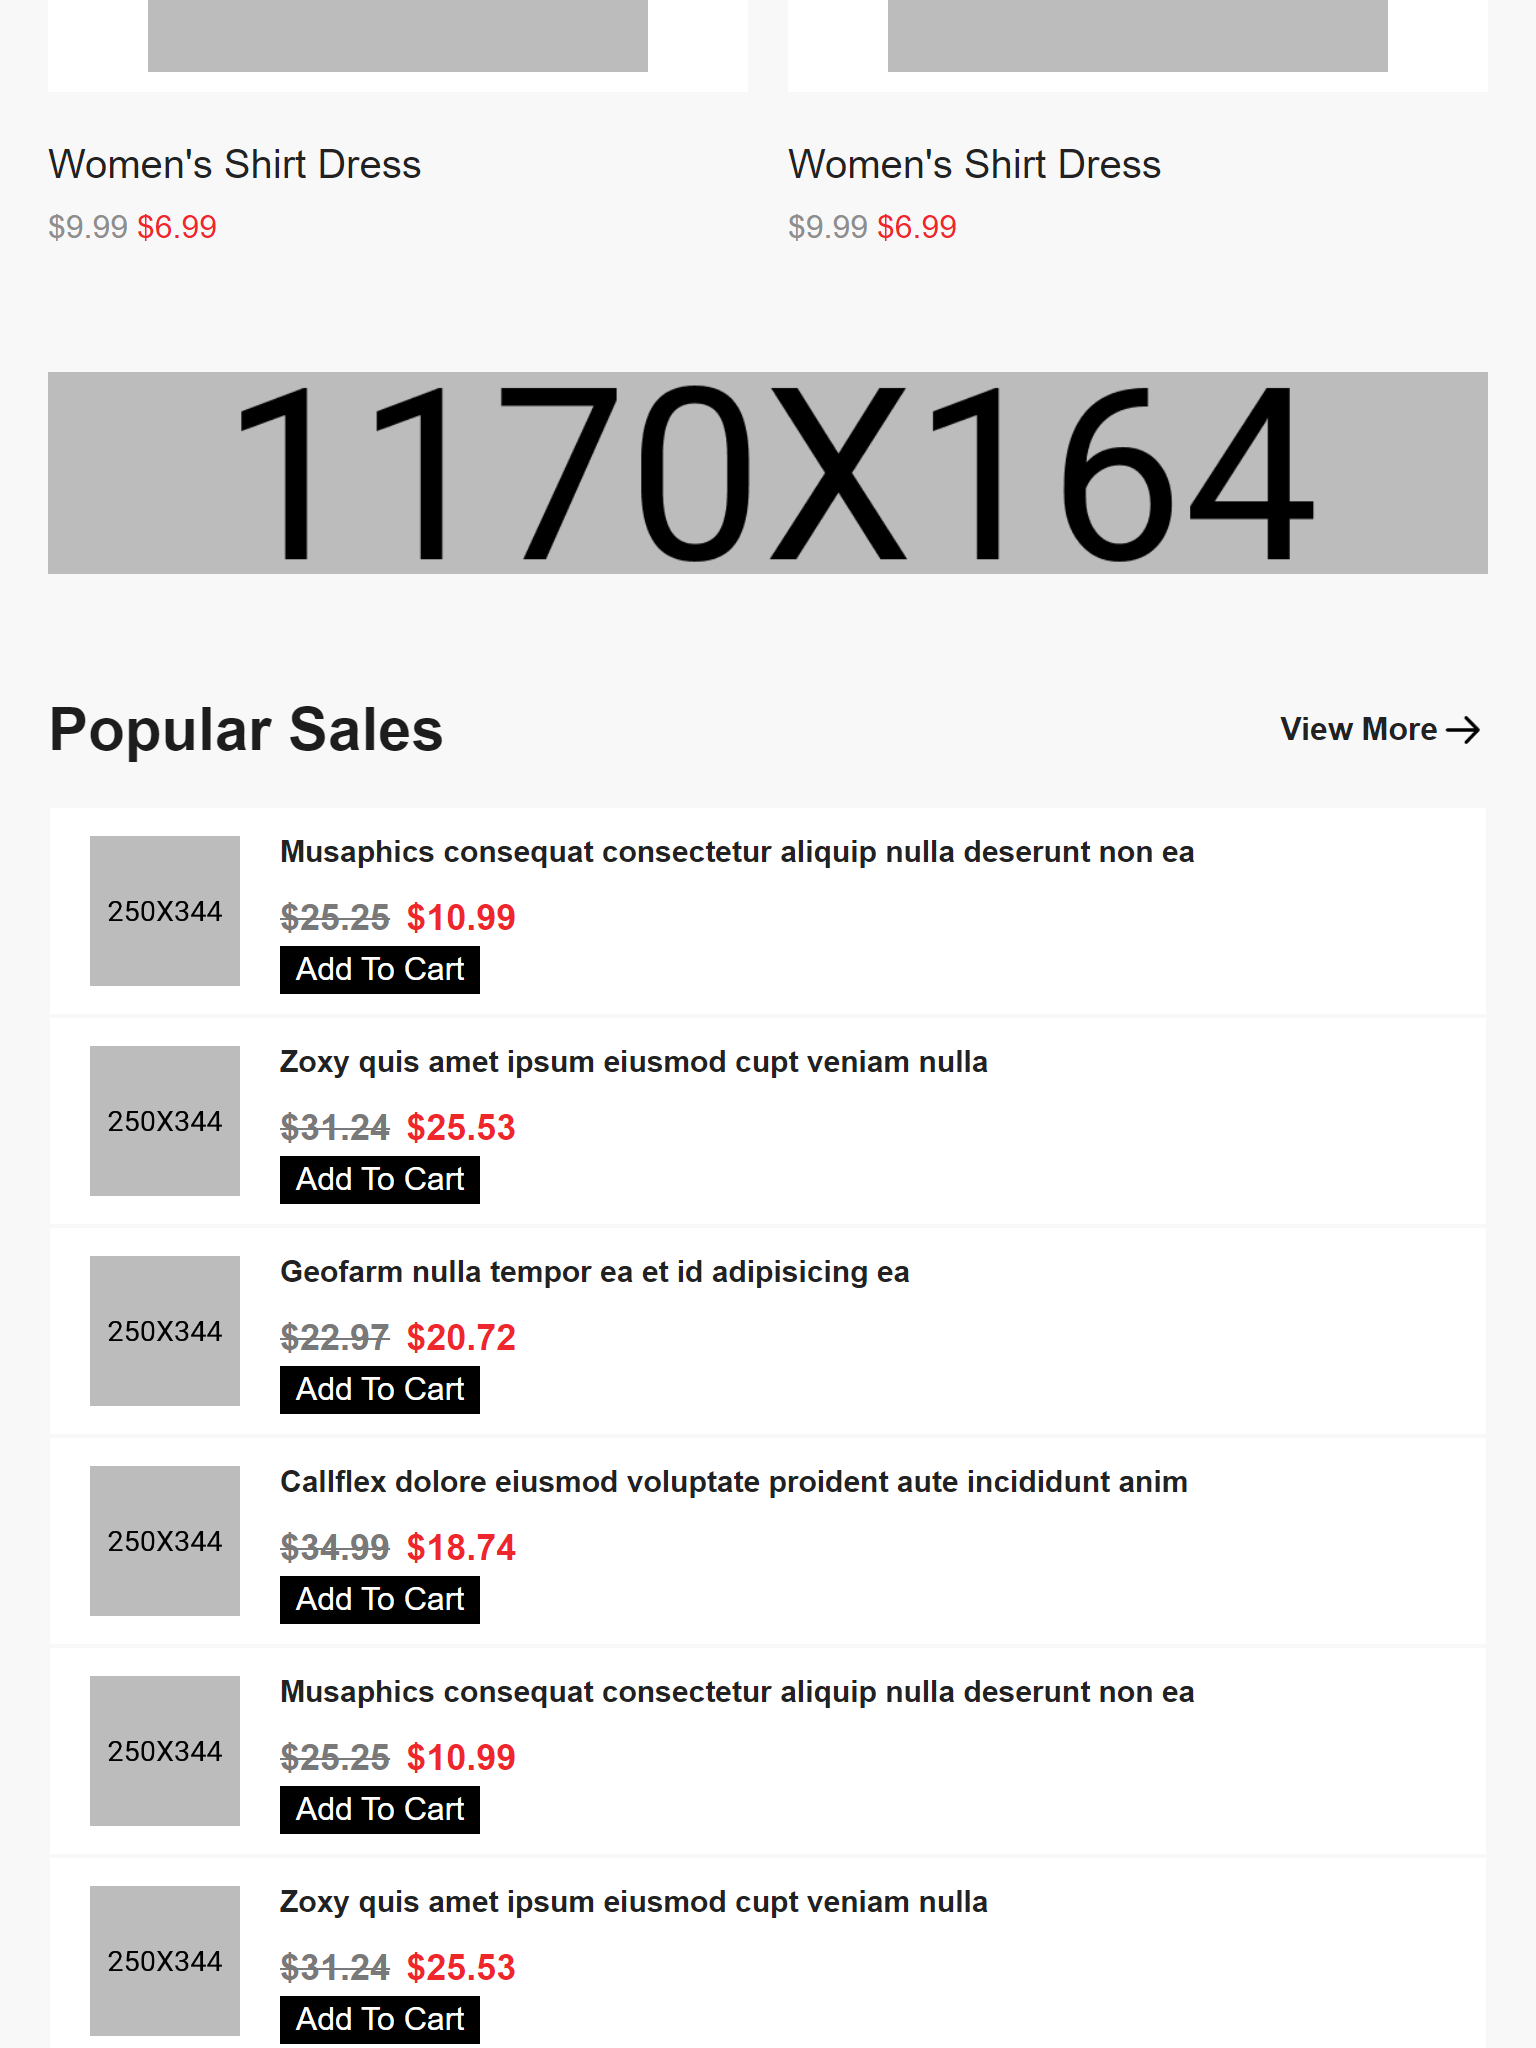 Women's Shirt Dress
$9.99 $6.99
Women's Shirt Dress
$9.99 $6.99
1170X164
Popular Sales
View More
250X344
Musaphics consequat consectetur aliquip nulla deserunt non ea
$25.25 $10.99
Add To Cart
250X344
Zoxy quis amet ipsum eiusmod cupt veniam nulla
$31.24 $25.53
Add To Cart
250X344
Geofarm nulla tempor ea et id adipisicing ea
$22.97 $20.72
Add To Cart
250X344
Callflex dolore eiusmod voluptate proident aute incididunt anim
$34.99 $18.74
Add To Cart
250X344
Musaphics consequat consectetur aliquip nulla deserunt non ea
$25.25 $10.99
Add To Cart
250X344
Zoxy quis amet ipsum eiusmod cupt veniam nulla
$31.24 $25.53
Add To Cart